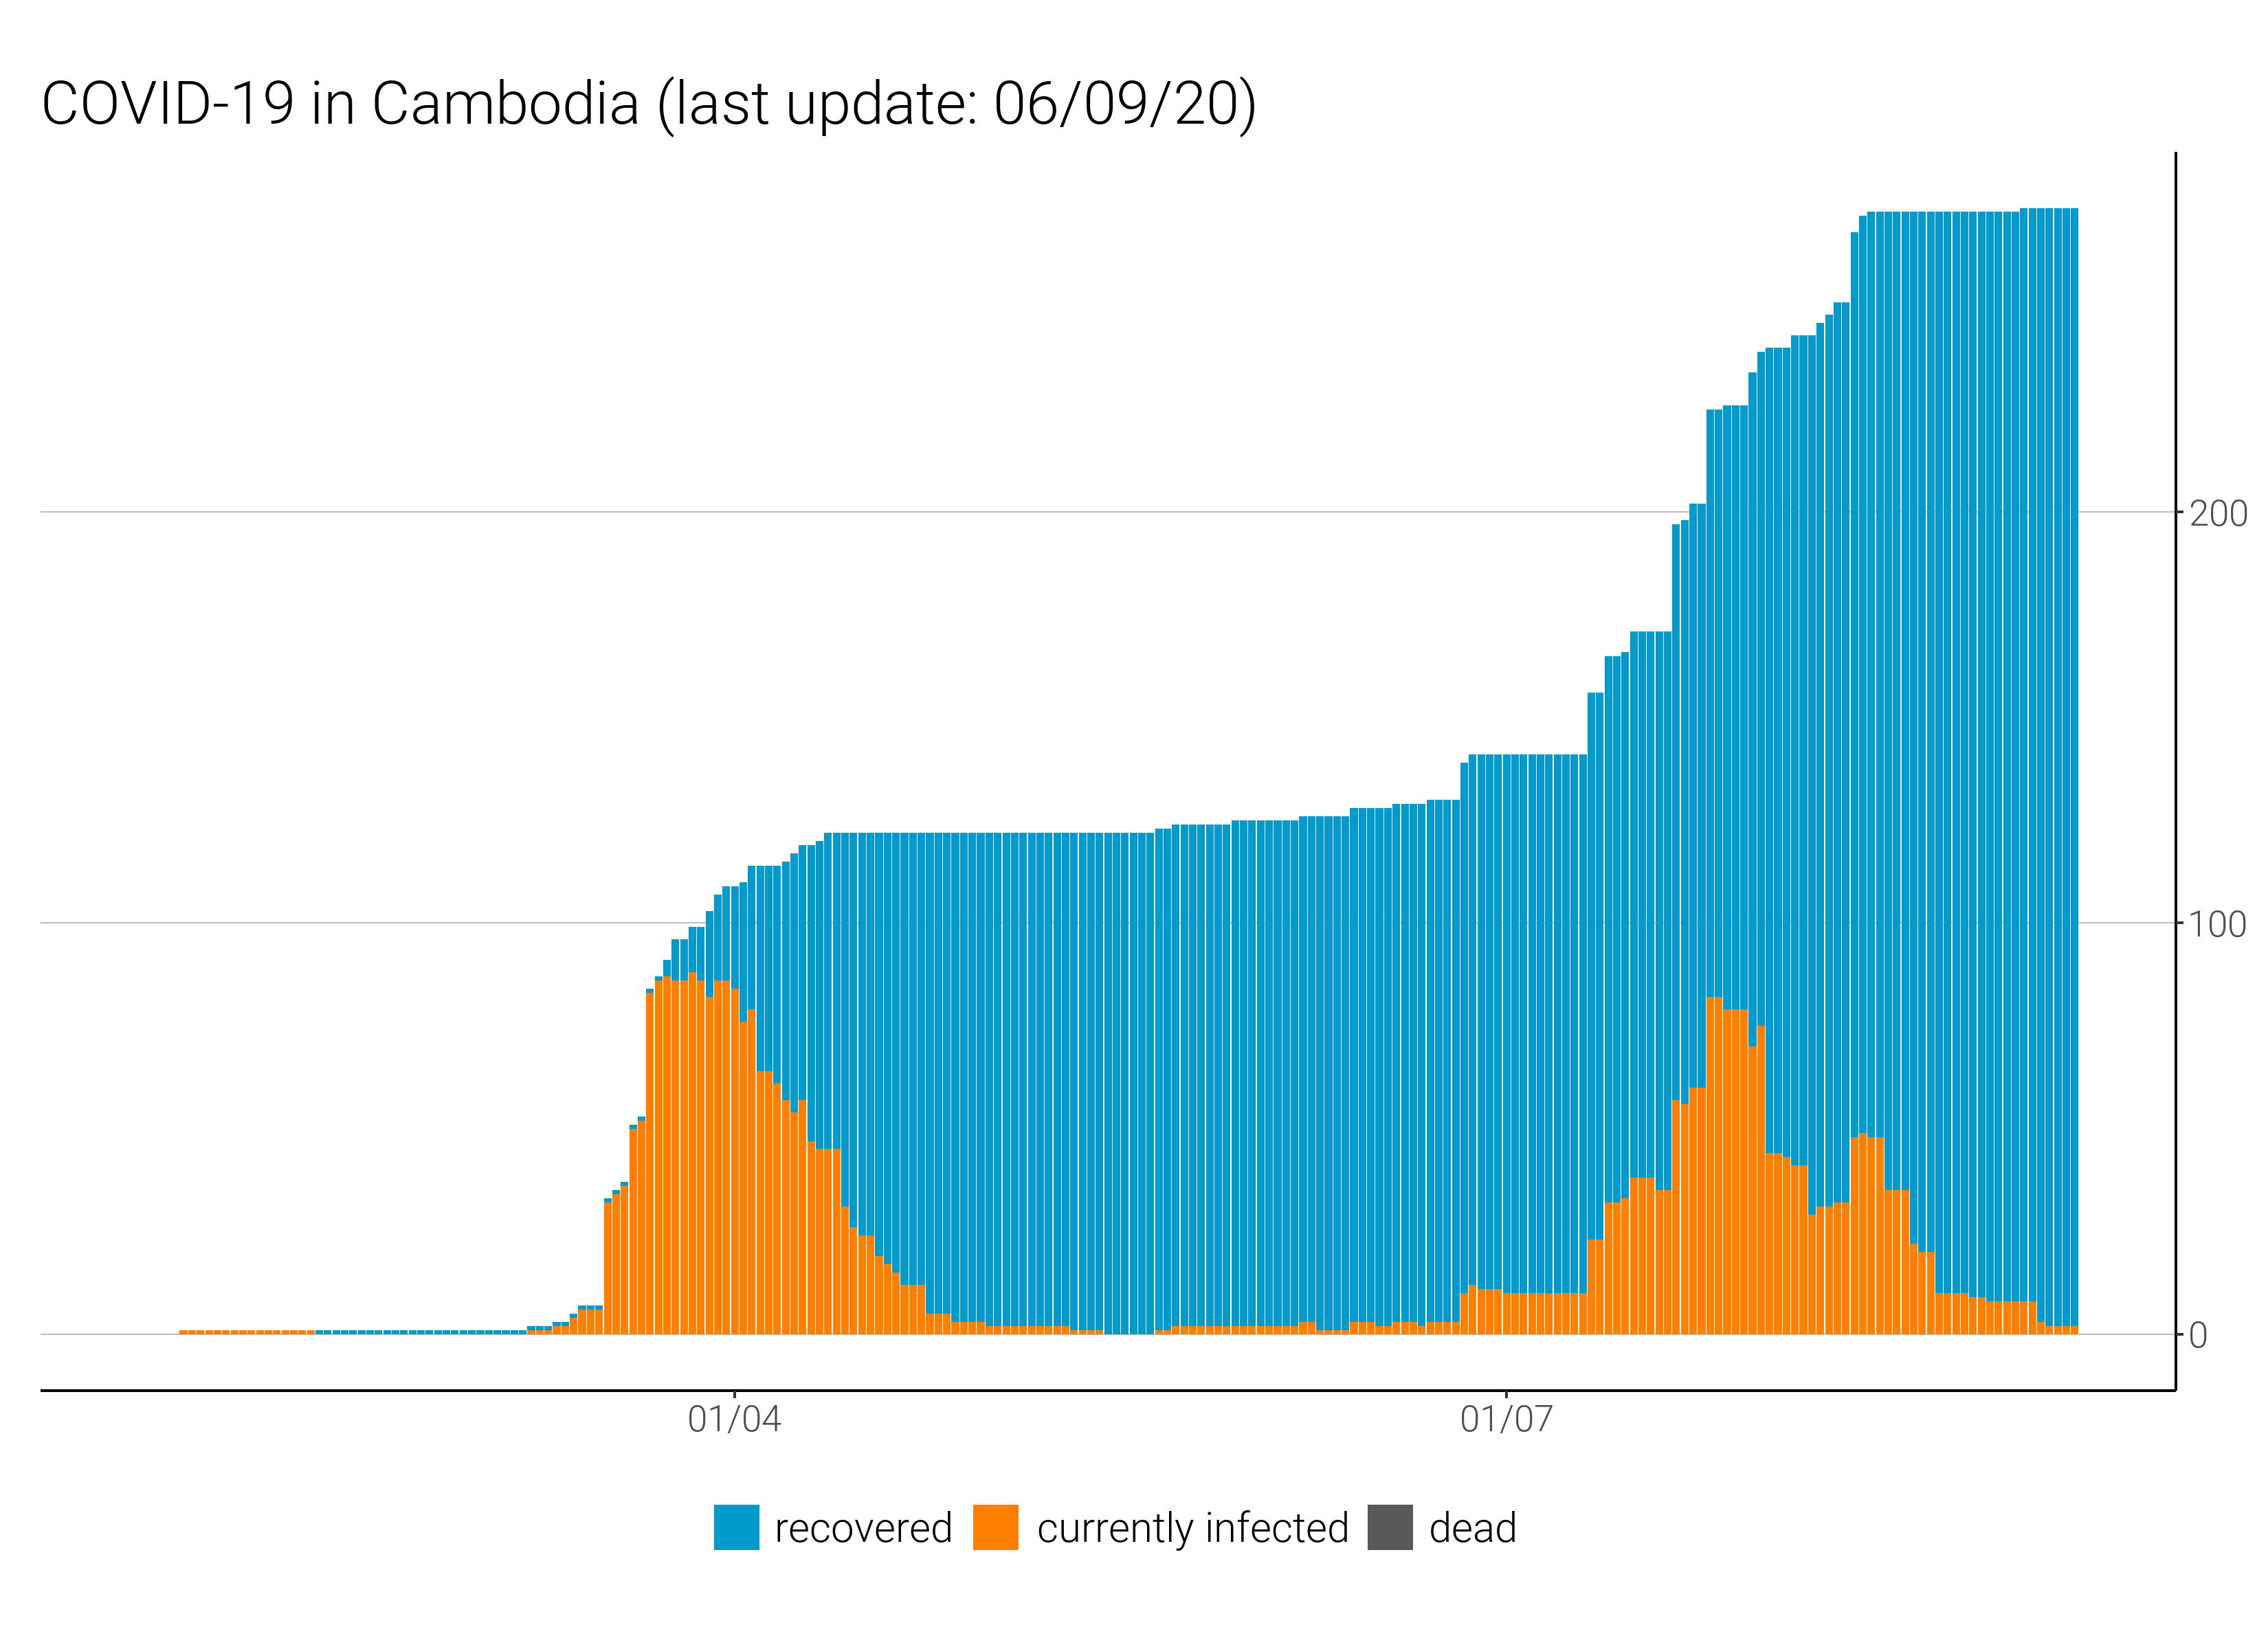 COVID-19 in Cambodia (last update: 06/09/20)
200
100
0
01/04 01/07
recovered currently infected dead